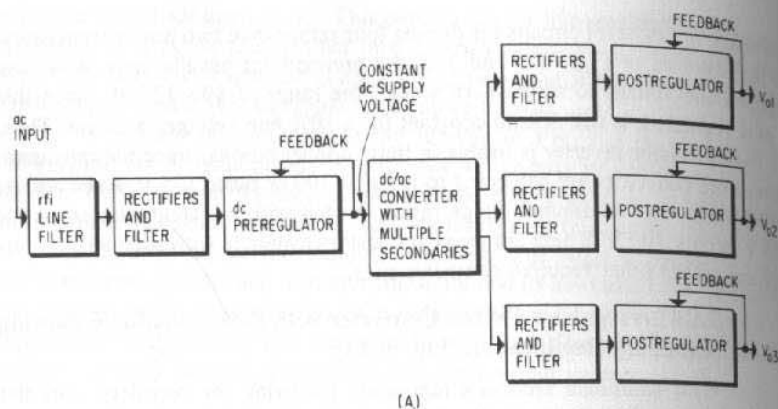 ac
INPUT
rfi
LINE
FILTER
RECTIFIERS
AND
FILTER
FEEDBACK
dc
PREREGULATOR
CONSTANT
dc SUPPLY
VOLTAGE
dc/ac
CONVERTER
WITH
MULTIPLE
SECONDARIES
RECTIFIERS
AND
FILTER
FEEDBACK
POSTREGULATOR
Vo1
RECTIFIERS
AND
FILTER
FEEDBACK
POSTREGULATOR
Vo2
RECTIFIERS
AND
FILTER
FEEDBACK
POSTREGULATOR
Vo3
(A)